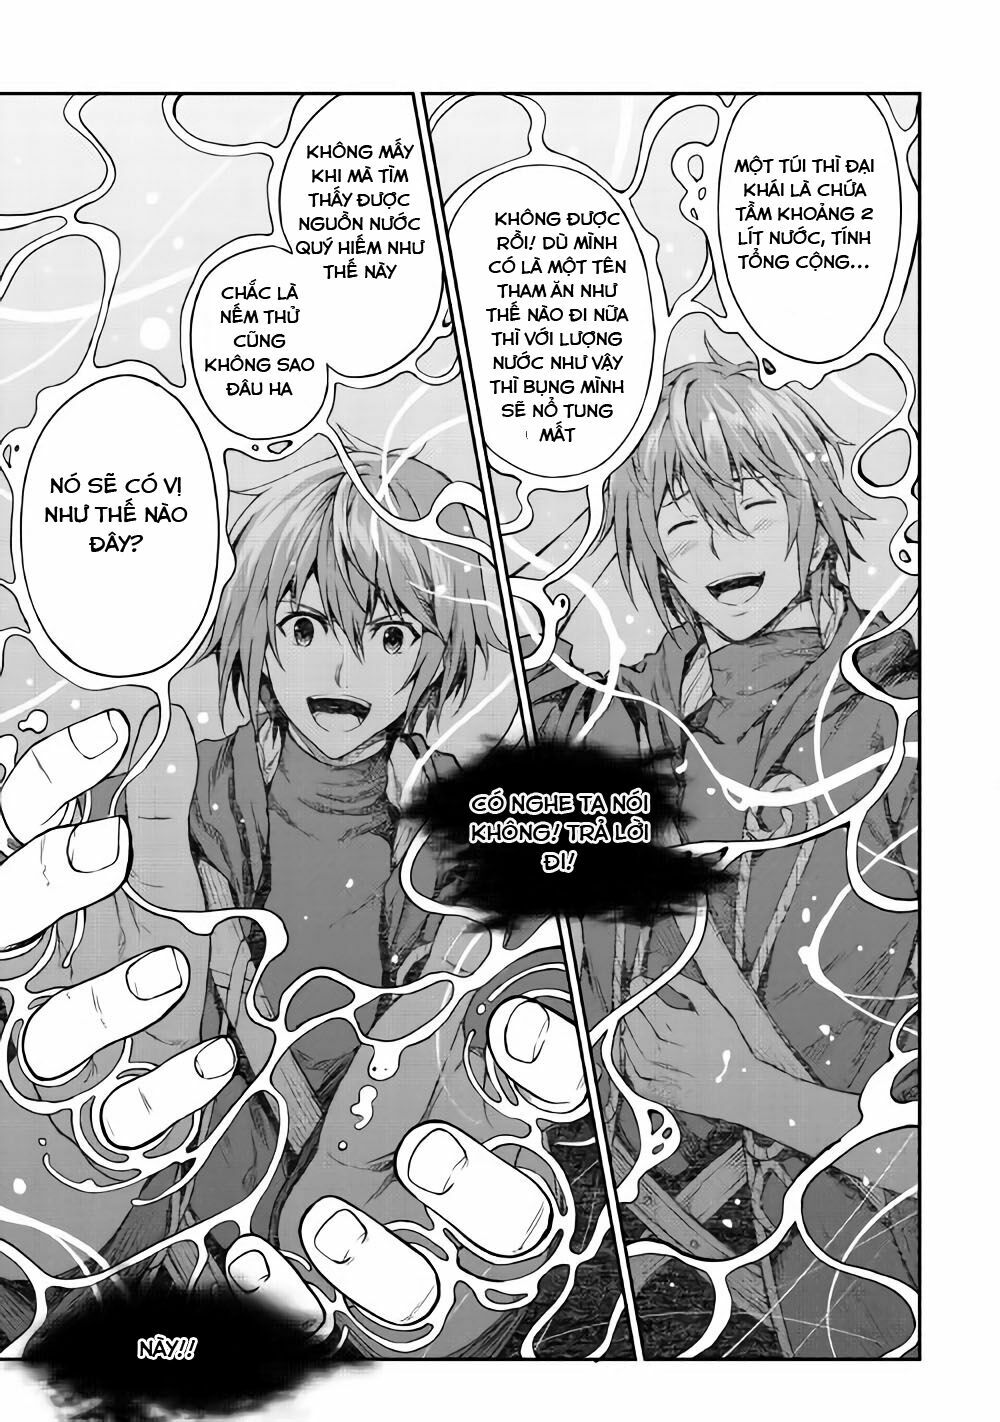 MỘT TÚI THÌ ĐẠI
KHÁI LÀ CHỨA
TẦM KHOẢNG 2
LÍT NƯỚC, TÍNH
TỔNG CỘNG...
KHÔNG ĐƯỢC
RỒI! DÙ MÌNH
CÓ LÀ MỘT TÊN
THAM ĂN NHƯ
THẾ NÀO ĐI NỮA
THÌ VỚI LƯỢNG
NƯỚC NHƯ VẬY
THÌ BỤNG MÌNH
SẼ NỔ TUNG
MẤT
KHÔNG MẤY
KHI MÀ TÌM
THẤY ĐƯỢC
NGUỒN NƯỚC
QUÝ HIẾM NHƯ
THẾ NÀY
CHẮC LÀ
NẾM THỬ
CŨNG
KHÔNG SAO
ĐÂU HA
NÓ SẼ CÓ VỊ
NHƯ THẾ NÀO
ĐÂY?
CÓ NGHE TA NÓI
KHÔNG! TRẢ LỜI
ĐI!
NÀY!!